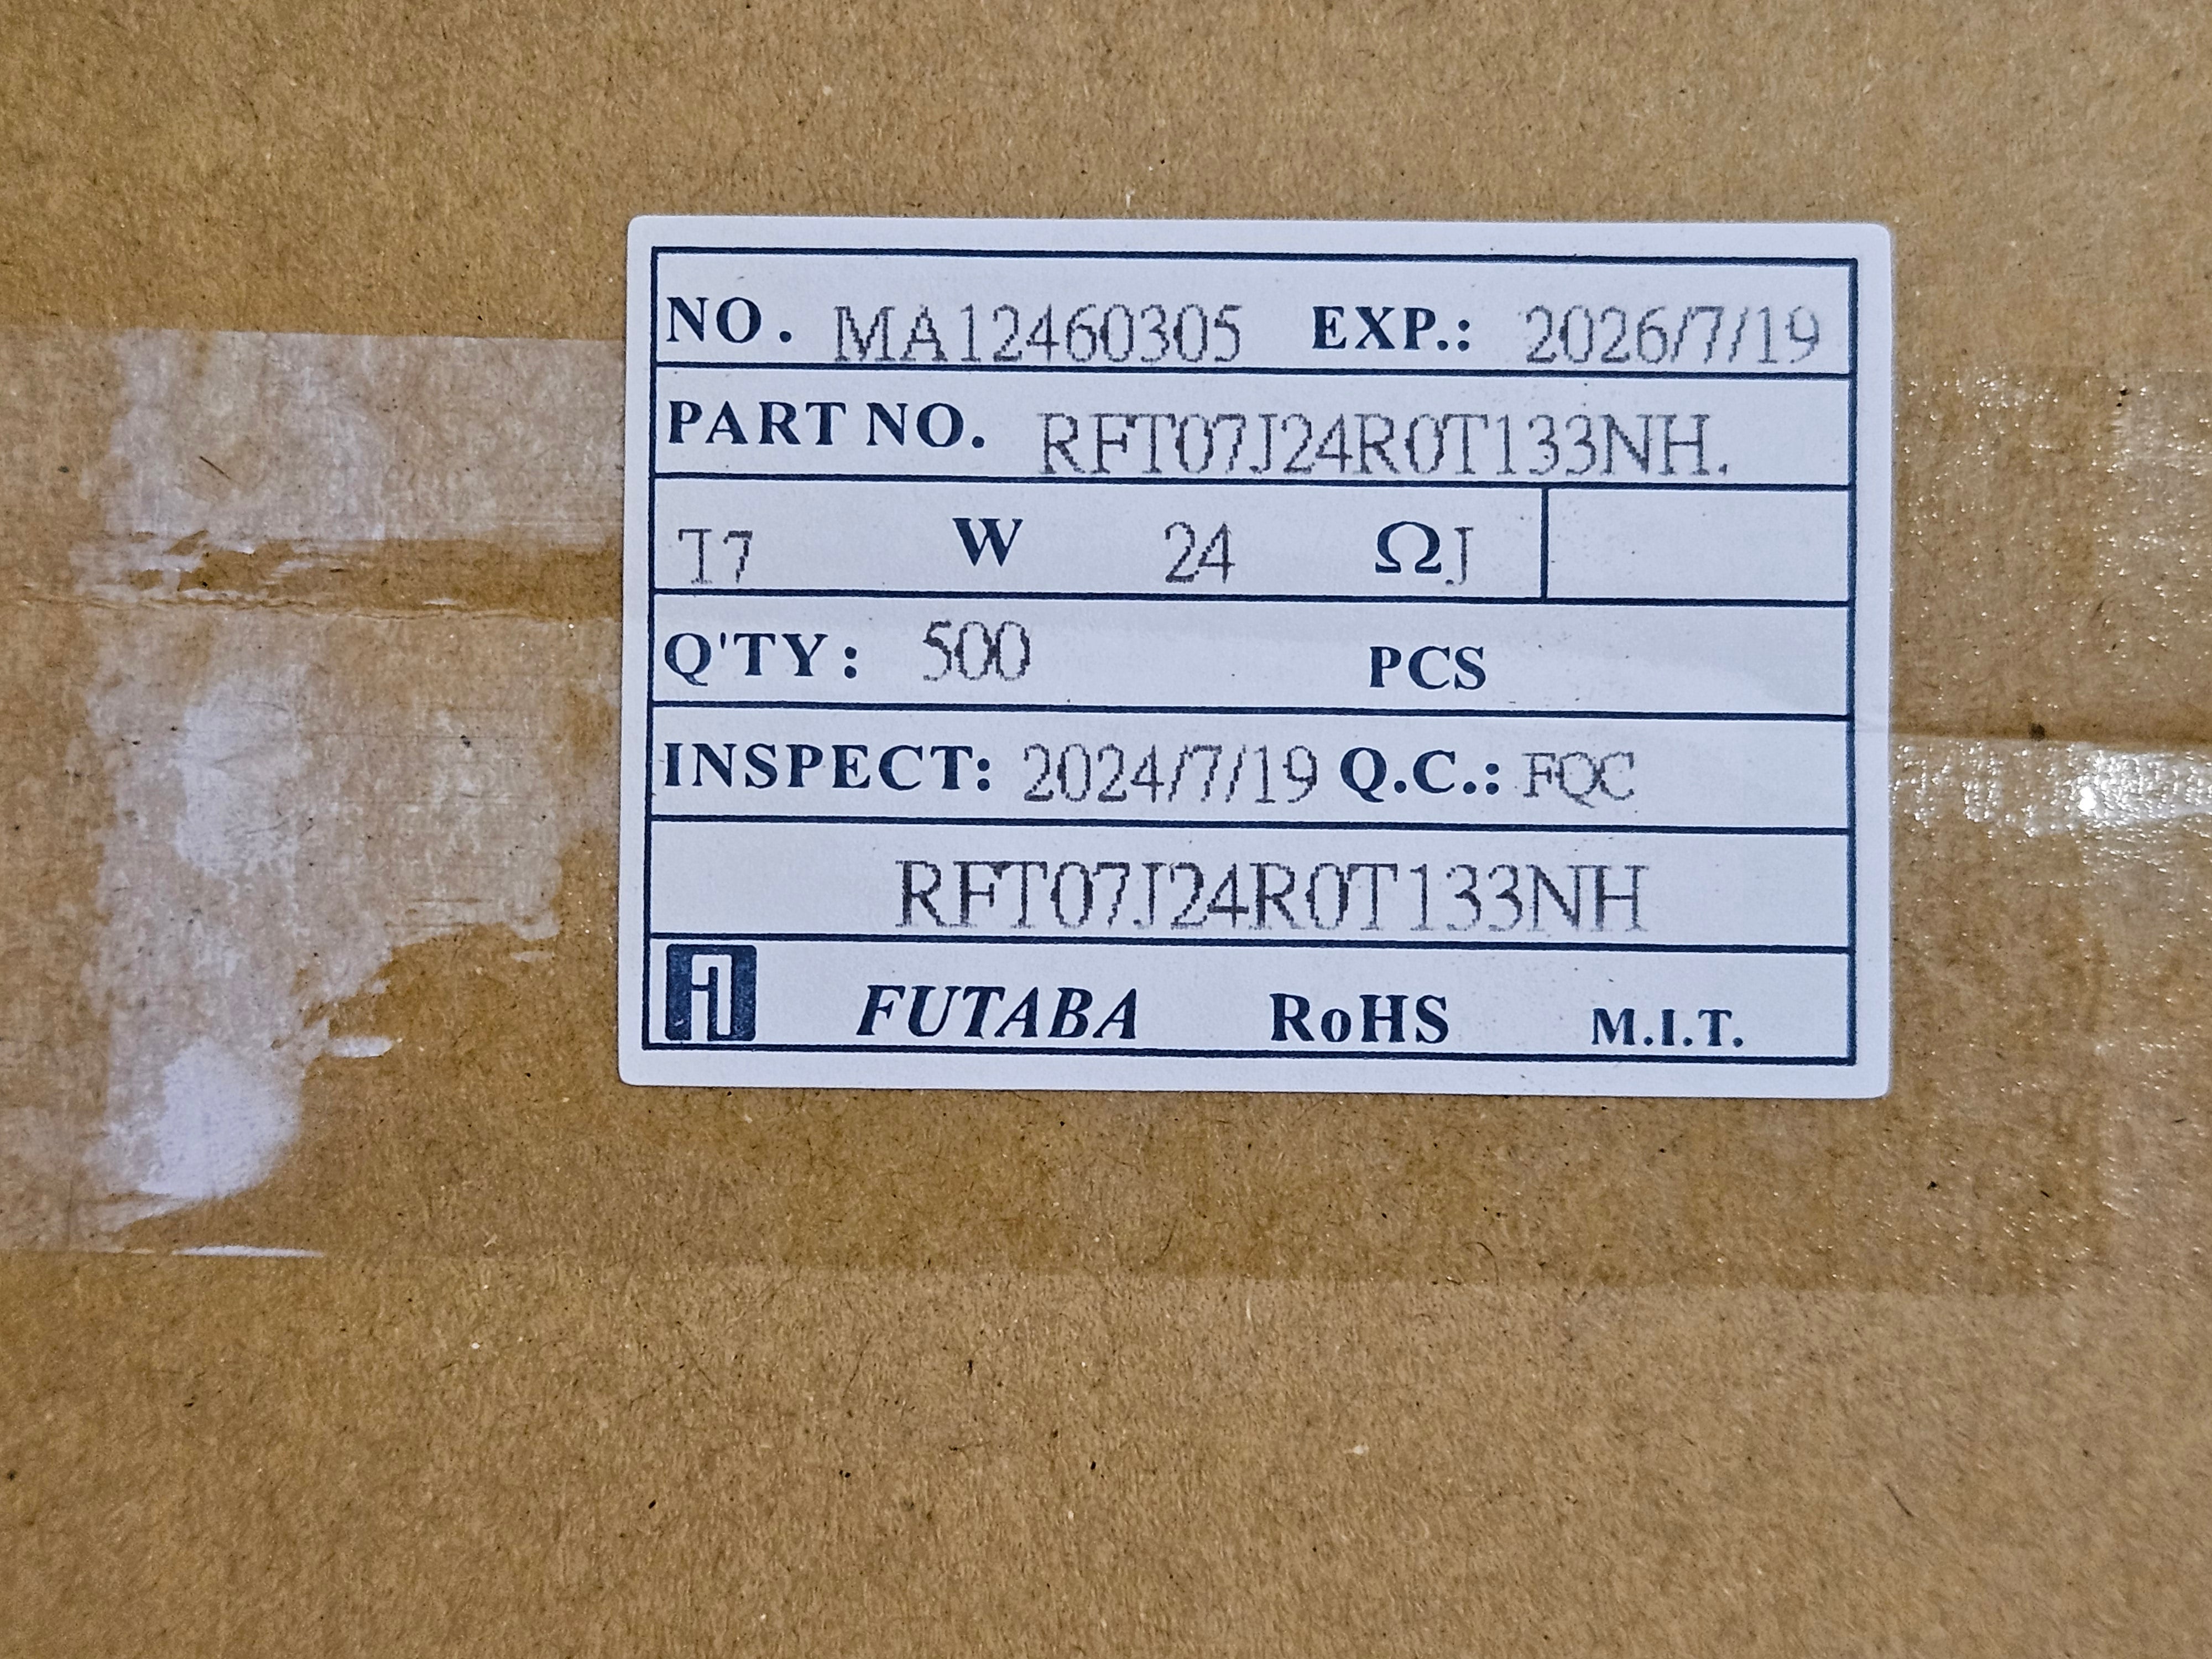 NO. MA12460305 EXP.: 2026/7/19
PART NO. RFT07J24R0T133NH.
T7 W 24 ΩJ
Q'TY: 500 PCS
INSPECT: 2024/7/19 Q.C.: FQC
RFT07J24R0T133NH
FUTABA RoHS M.I.T.